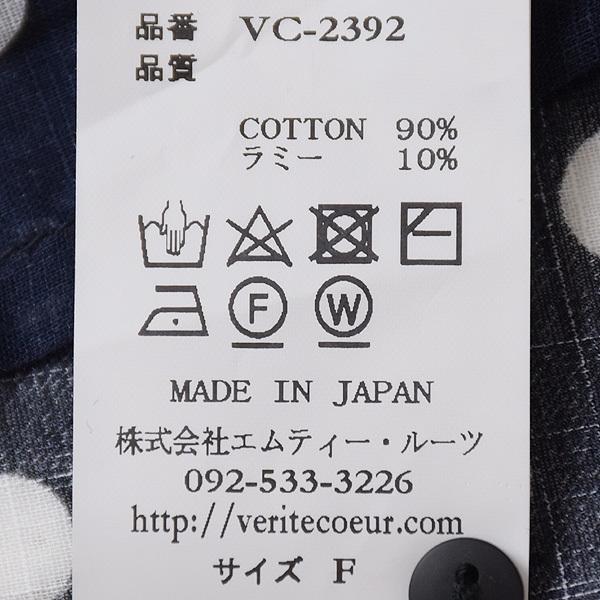 品番 VC-2392
品質
COTTON 90%
ラミー 10%
F W
MADE IN JAPAN
株式会社エムティー・ルーツ
092-533-3226
http://veritecoeur.com
サイズ F